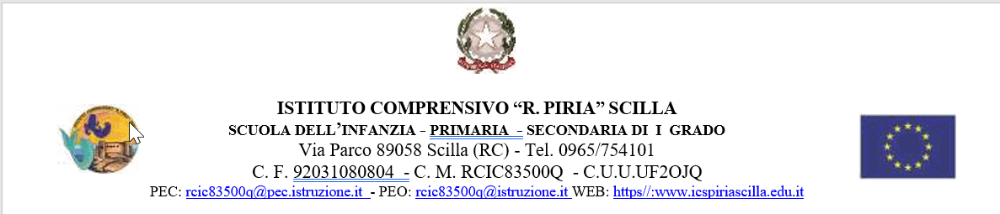 ISTITUTO COMPRENSIVO “R. PIRIA” SCILLA
SCUOLA DELL’INFANZIA - PRIMARIA - SECONDARIA DI I GRADO
Via Parco 89058 Scilla (RC) - Tel. 0965/754101
C. F. 92031080804 - C. M. RCIC83500Q - C.U.U.UF2OJQ
PEC: rcic83500q@pec.istruzione.it - PEO: rcic83500q@istruzione.it WEB: https//:www.icspiriascilla.edu.it